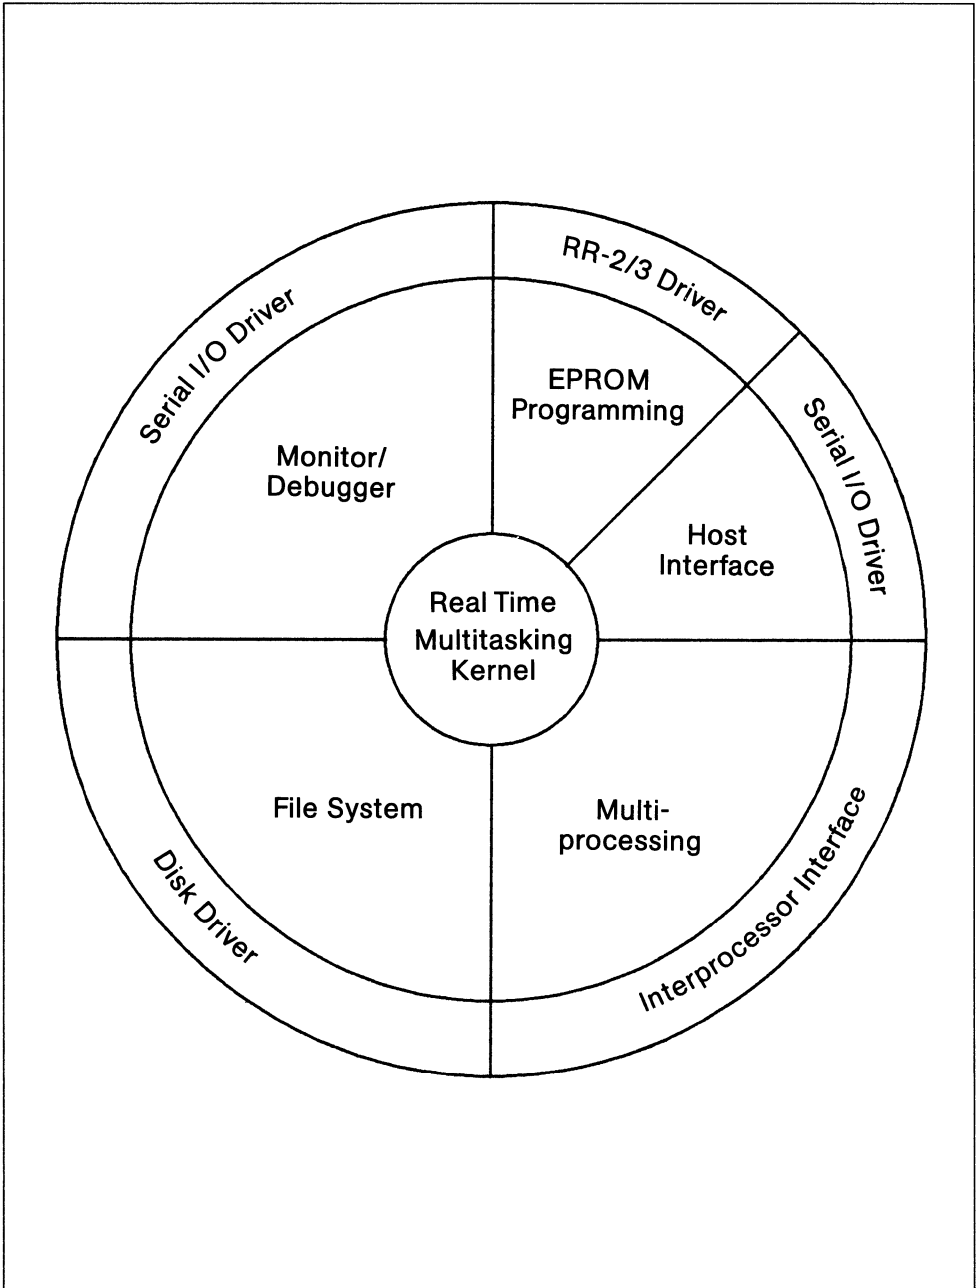 RR-2/3 Driver
Serial I/O Driver
EPROM
Programming
Serial I/O Driver
Monitor/
Debugger
Host
Interface
Real Time
Multitasking
Kernel
File System
Multi-
processing
Disk Driver
Interprocessor Interface